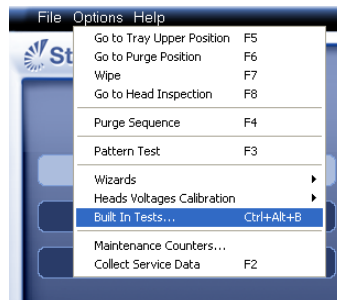 File Options Help
St
Go to Tray Upper Position F5
Go to Purge Position F6
Wipe F7
Go to Head Inspection F8
Purge Sequence F4
Pattern Test F3
Wizards
Heads Voltages Calibration
Built In Tests... Ctrl+Alt+B
Maintenance Counters...
Collect Service Data F2